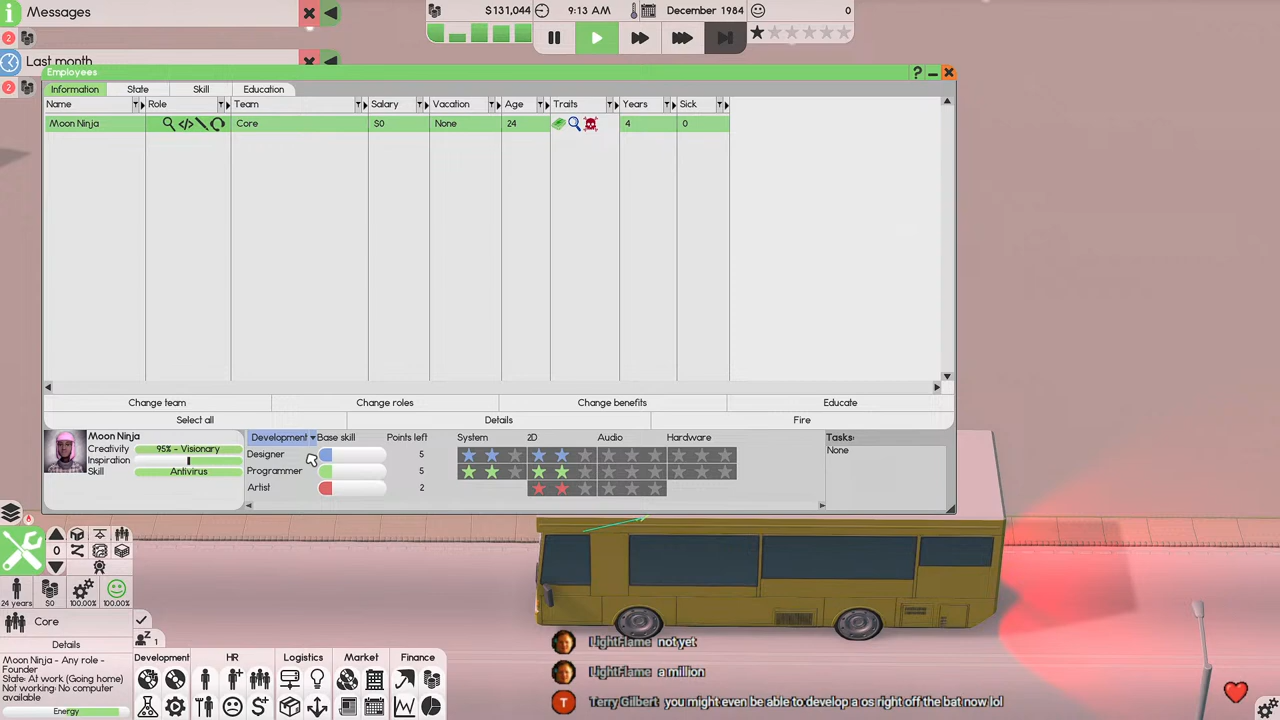 Messages
2
Last month
2
$131,044
9:13 AM
December 1984
0
Employees
?
Information
State
Skill
Education
Name
Role
Team
Salary
Vacation
Age
Traits
Years
Sick
Moon Ninja
Core
$0
None
24
4
0
Change team
Change roles
Change benefits
Educate
Select all
Details
Fire
Moon Ninja
Creativity
95% - Visionary
Inspiration
Skill
Antivirus
Development
Base skill
Points left
System
2D
Audio
Hardware
Designer
5
Programmer
5
Artist
2
Tasks:
None
0
24 years
$0
100.00%
100.00%
Core
Z 1
Details
Moon Ninja - Any role - Founder
State: At work (Going home)
Not working: No computer available
Energy
Development
HR
Logistics
Market
Finance
LightFlame not yet
LightFlame a million
T Terry Gilbert you might even be able to develop a os right off the bat now lol